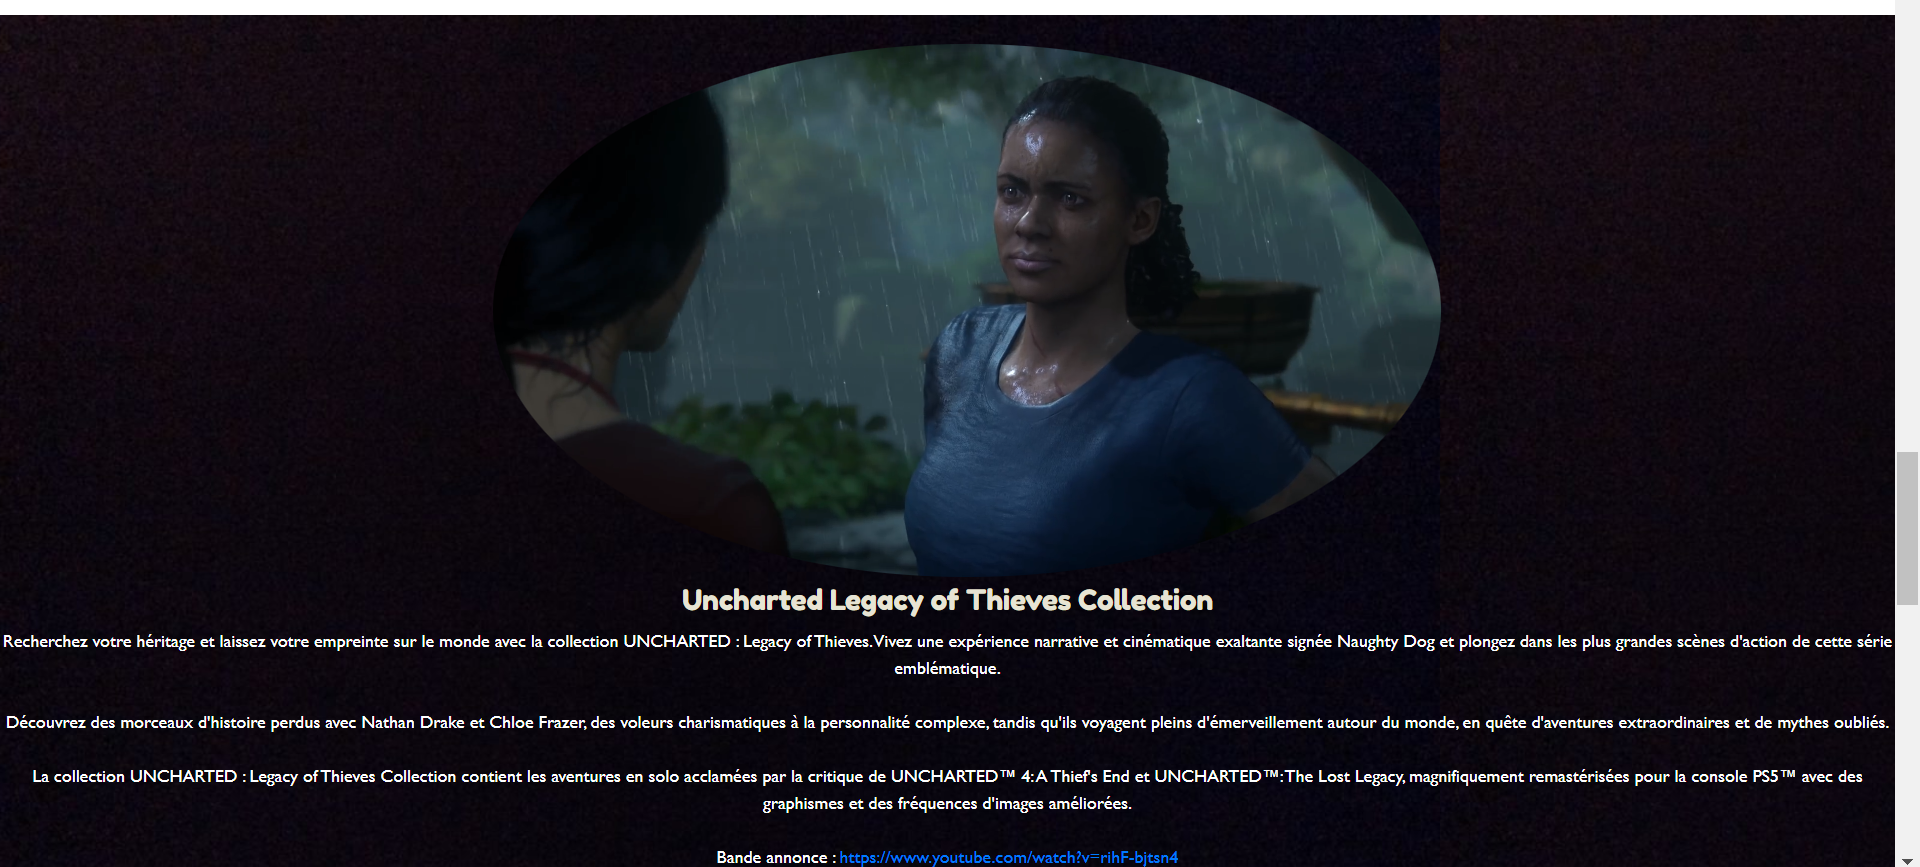 Uncharted Legacy of Thieves Collection
Recherchez votre héritage et laissez votre empreinte sur le monde avec la collection UNCHARTED : Legacy of Thieves. Vivez une expérience narrative et cinématique exaltante signée Naughty Dog et plongez dans les plus grandes scènes d'action de cette série
emblématique.
Découvrez des morceaux d'histoire perdus avec Nathan Drake et Chloe Frazer, des voleurs charismatiques à la personnalité complexe, tandis qu'ils voyagent pleins d'émerveillement autour du monde, en quête d'aventures extraordinaires et de mythes oubliés.
La collection UNCHARTED : Legacy of Thieves Collection contient les aventures en solo acclamées par la critique de UNCHARTED™ 4: A Thief's End et UNCHARTED™: The Lost Legacy, magnifiquement remastérisées pour la console PS5™ avec des
graphismes et des fréquences d'images améliorées.
Bande annonce : https://www.youtube.com/watch?v=rihF-bjtsn4